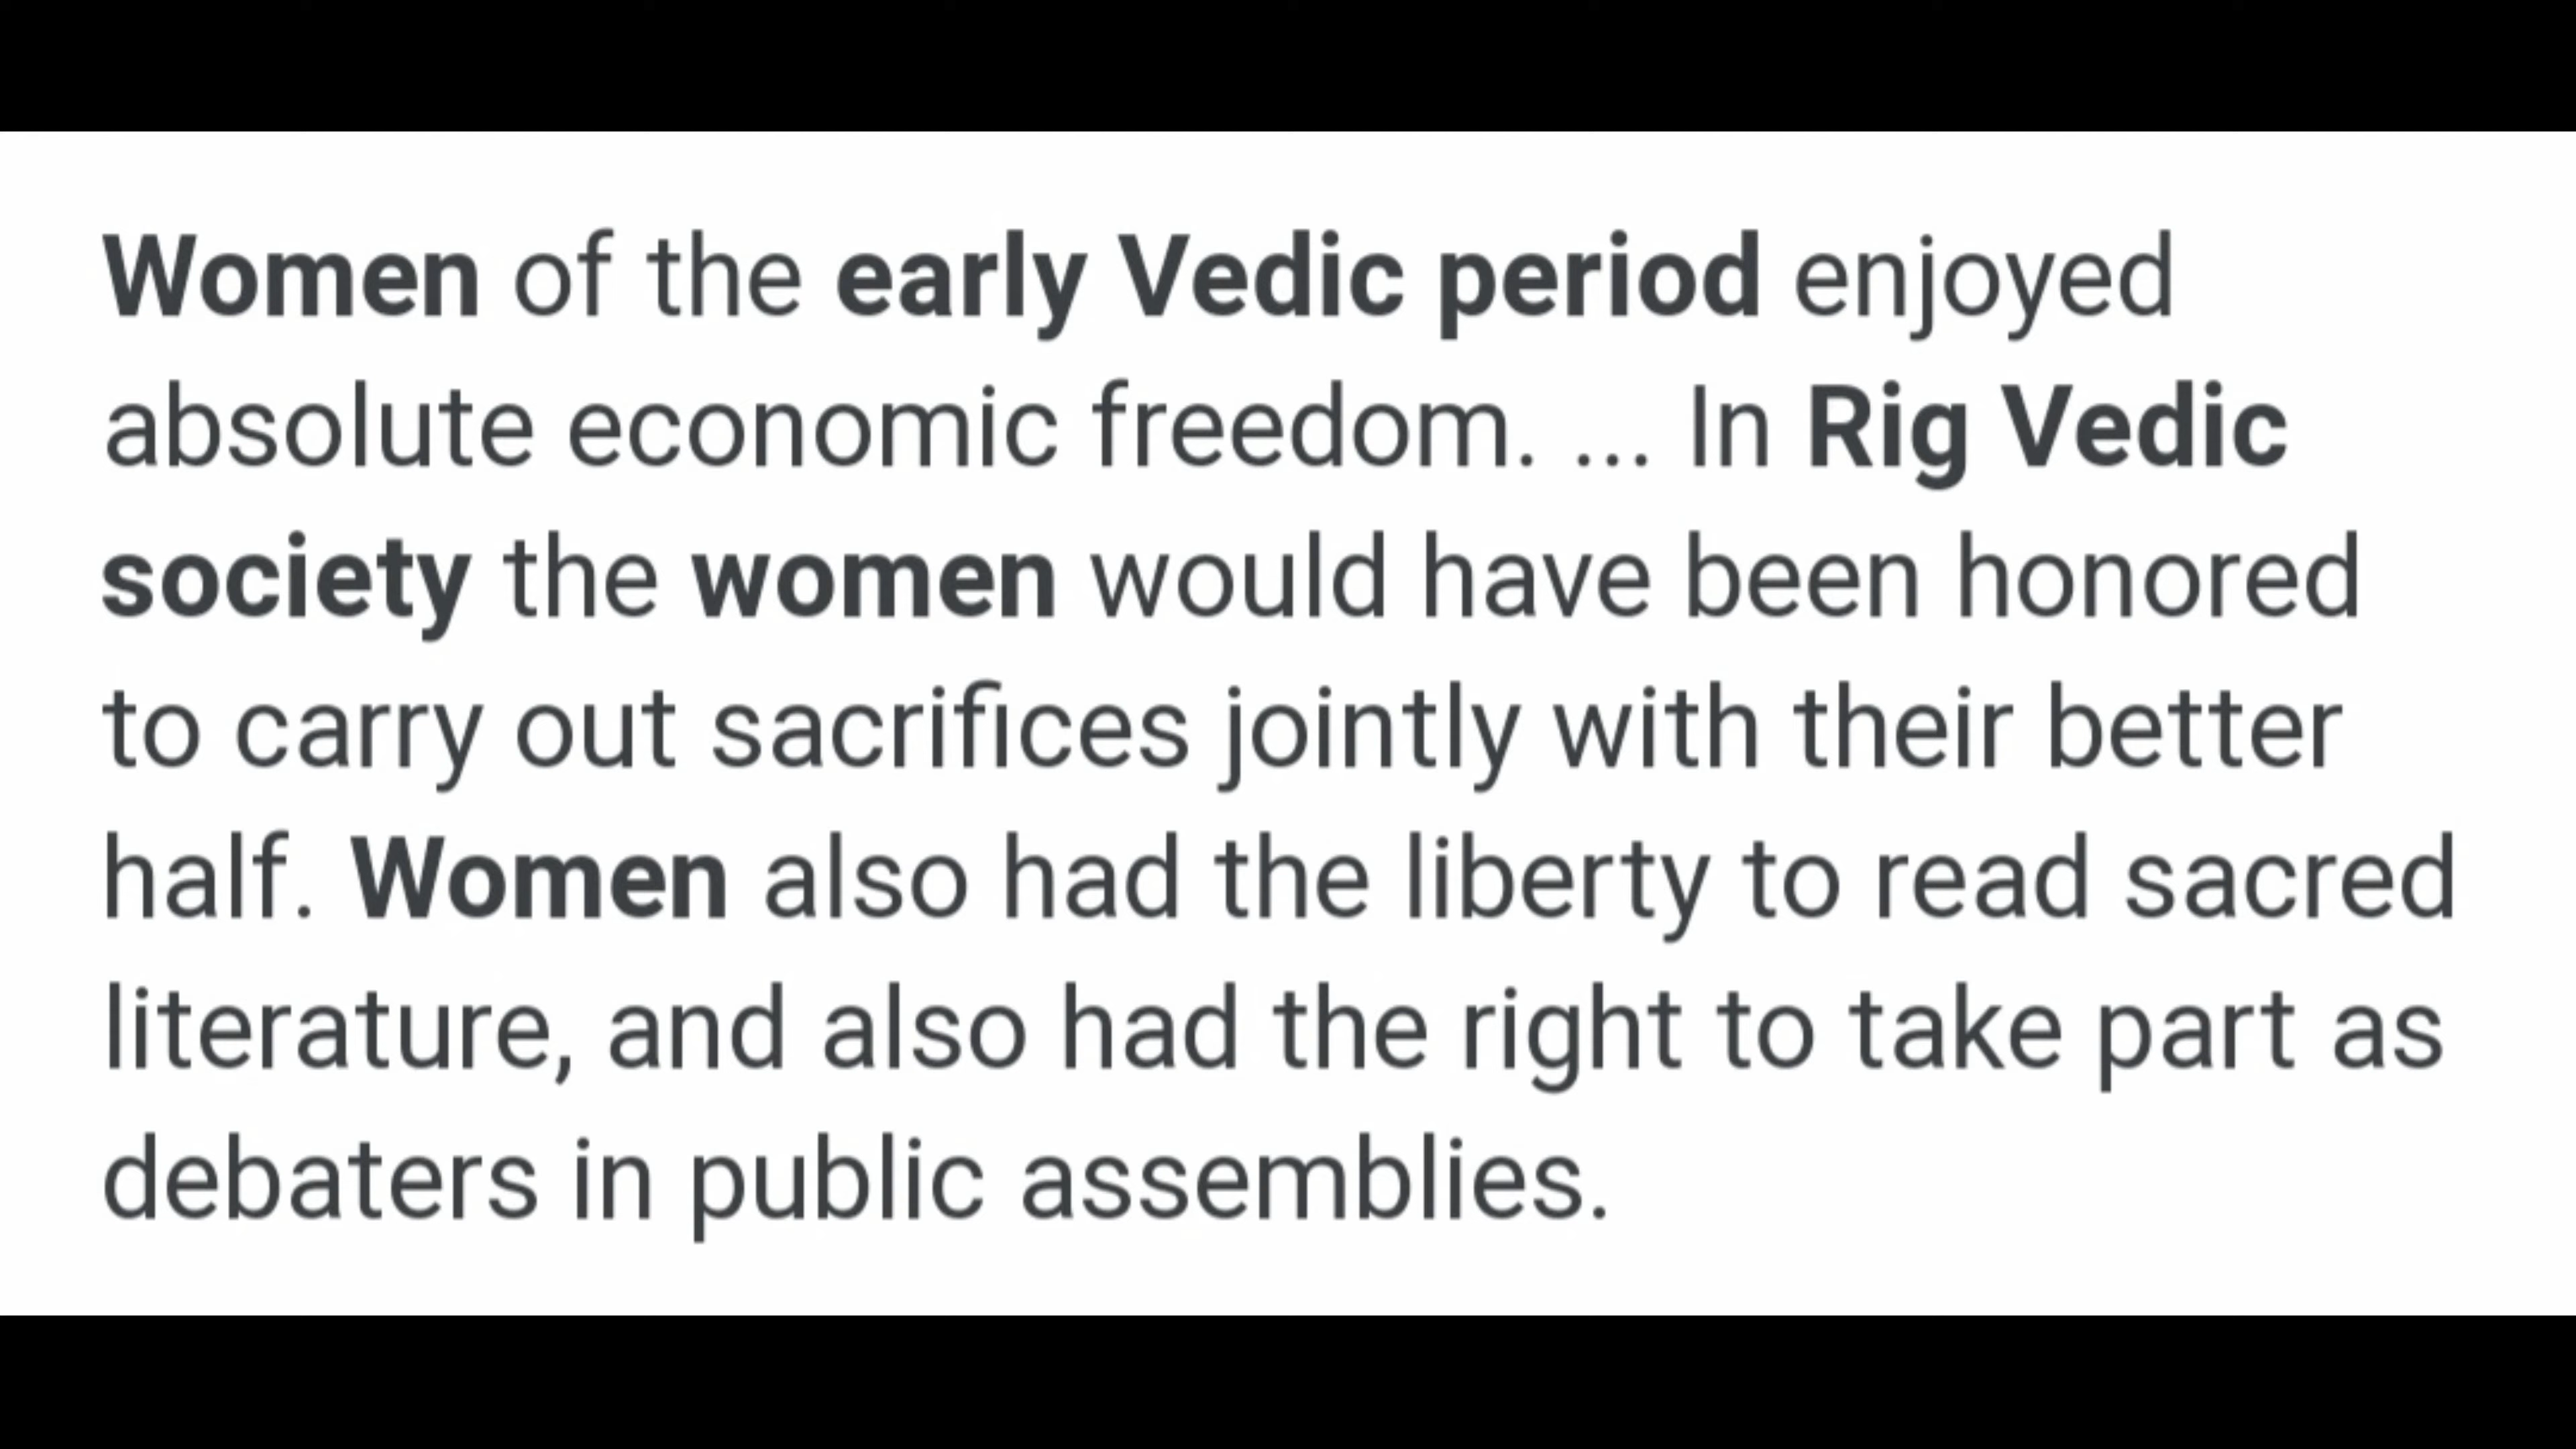 Women of the early Vedic period enjoyed
absolute economic freedom. ... In Rig Vedic
society the women would have been honored
to carry out sacrifices jointly with their better
half. Women also had the liberty to read sacred
literature, and also had the right to take part as
debaters in public assemblies.